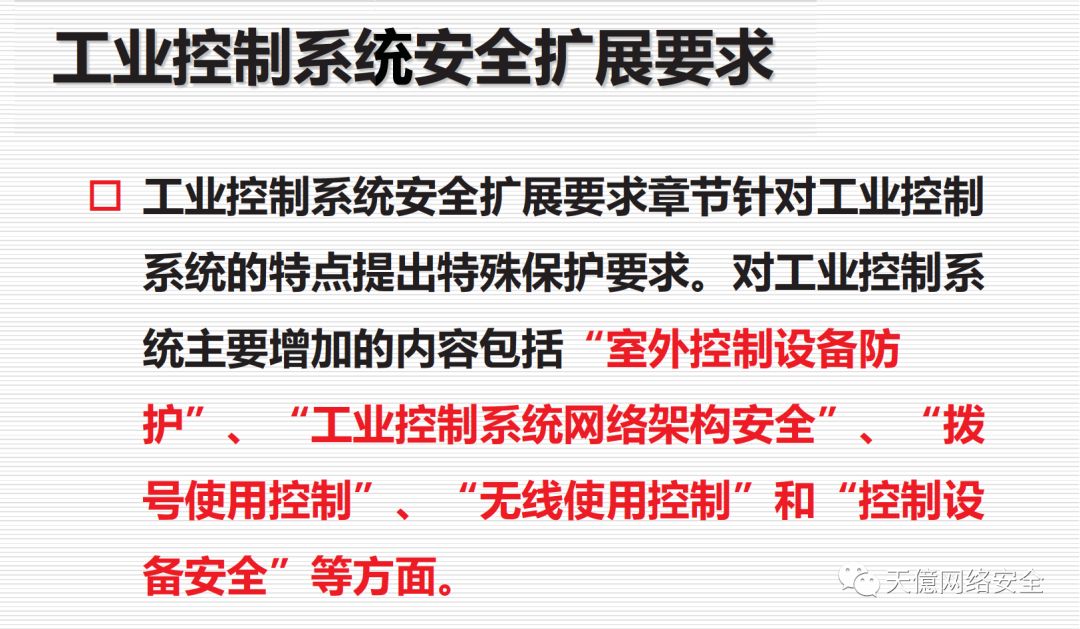 工业控制系统安全扩展要求
工业控制系统安全扩展要求章节针对工业控制
系统的特点提出特殊保护要求。对工业控制系
统主要增加的内容包括“室外控制设备防
护”、“工业控制系统网络架构安全”、“拨
号使用控制”、“无线使用控制”和“控制设
备安全”等方面。
天億网络安全